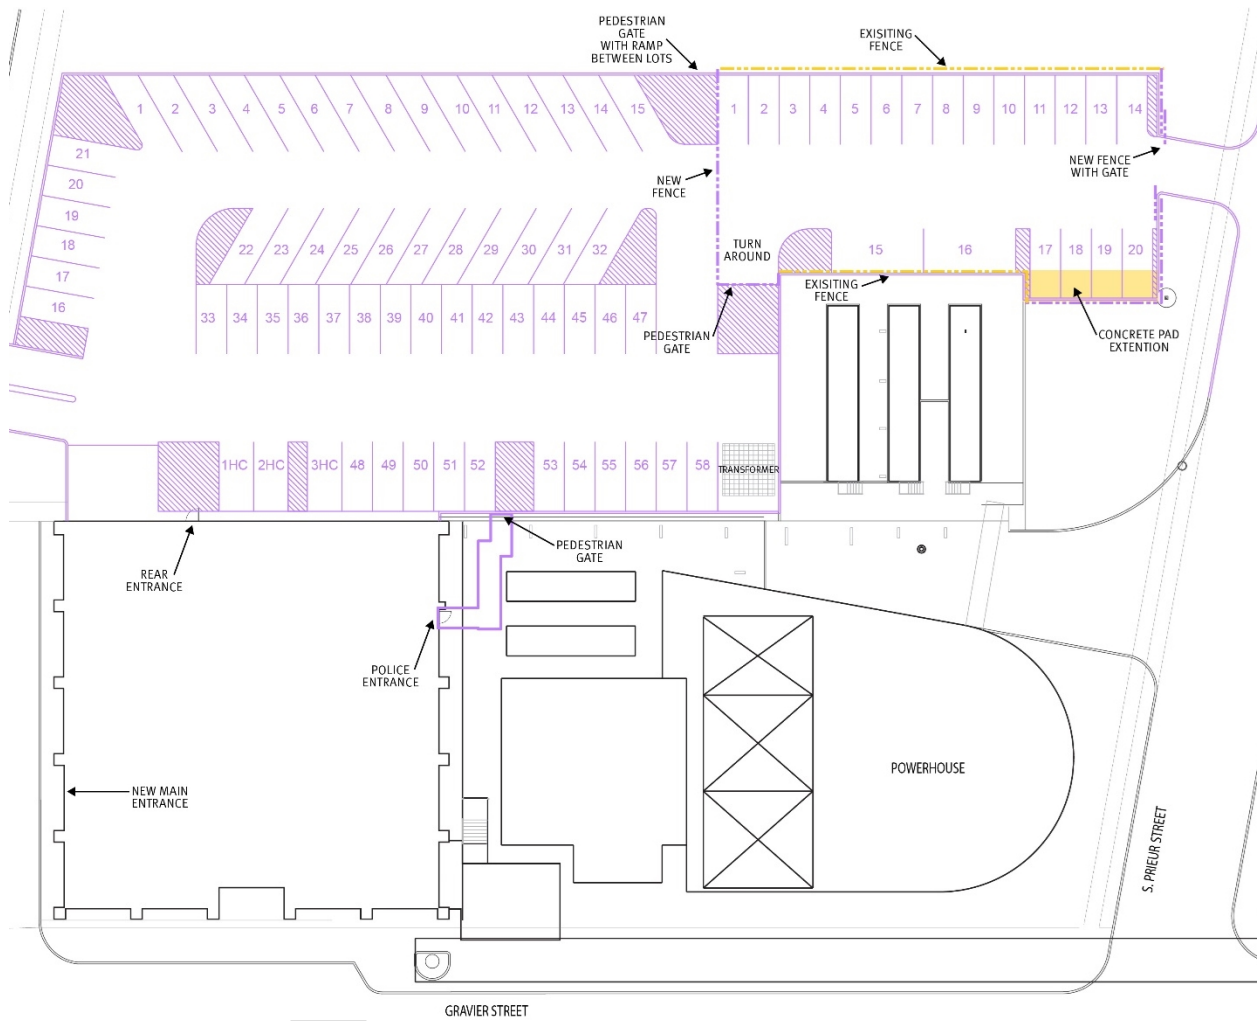 PEDESTRIAN
GATE
WITH RAMP
BETWEEN LOTS
EXISITING
FENCE
1 2 3 4 5 6 7 8 9 10 11 12 13 14 15
1 2 3 4 5 6 7 8 9 10 11 12 13 14
21
20
19
18
17
16
NEW
FENCE
NEW FENCE
WITH GATE
22 23 24 25 26 27 28 29 30 31 32
TURN
AROUND
15 16
17 18 19 20
EXISITING
FENCE
33 34 35 36 37 38 39 40 41 42 43 44 45 46 47
PEDESTRIAN
GATE
CONCRETE PAD
EXTENTION
1HC 2HC 3HC 48 49 50 51 52 53 54 55 56 57 58
TRANSFORMER
PEDESTRIAN
GATE
REAR
ENTRANCE
POLICE
ENTRANCE
POWERHOUSE
NEW MAIN
ENTRANCE
S. PRIEUR STREET
GRAVIER STREET